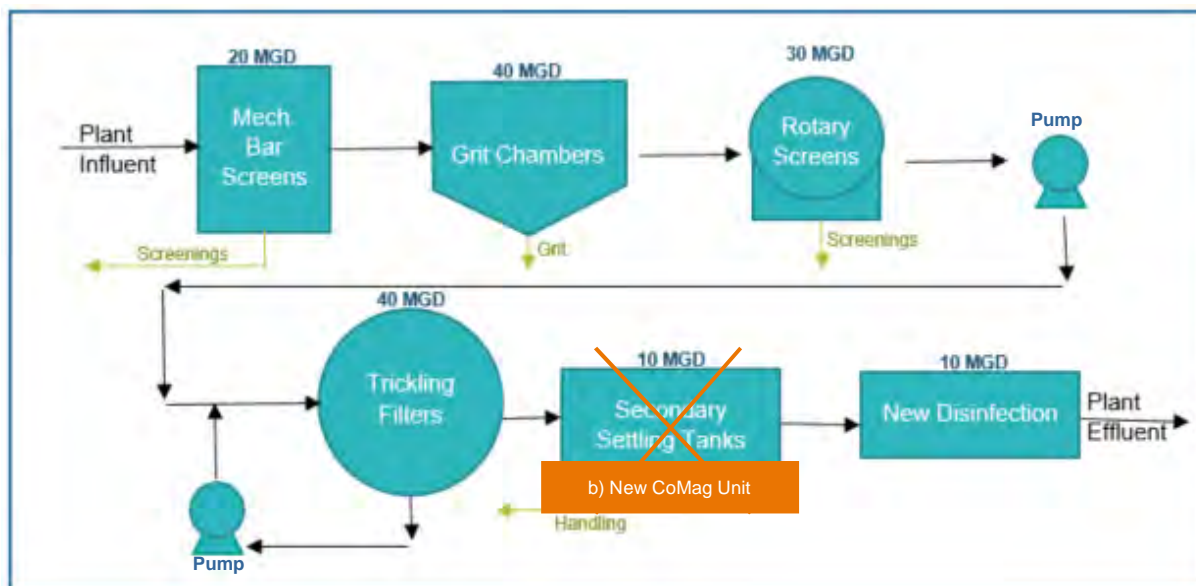 20 MGD
40 MGD
30 MGD
Plant
Influent
Mech.
Bar
Screens
Grit Chambers
Rotary
Screens
Pump
Screenings
Grit
Screenings
40 MGD
Trickling
Filters
10 MGD
Secondary
Settling Tanks
10 MGD
New Disinfection
Plant
Effluent
b) New CoMag Unit
Handling
Pump